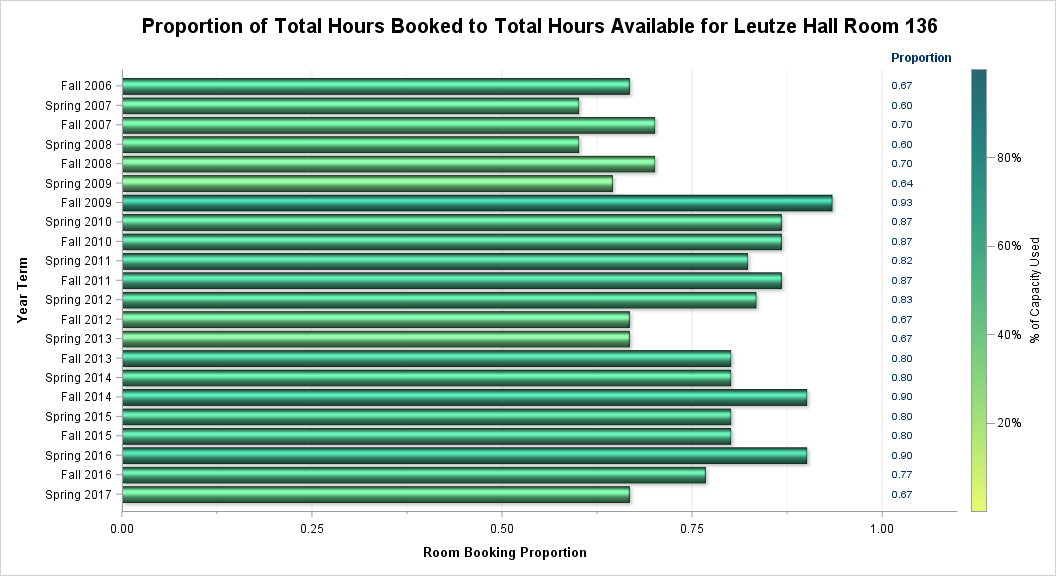 Proportion of Total Hours Booked to Total Hours Available for Leutze Hall Room 136
Proportion
Fall 2006 0.67
Spring 2007 0.60
Fall 2007 0.70
Spring 2008 0.60
Fall 2008 0.70
Spring 2009 0.64
Fall 2009 0.93
Spring 2010 0.87
Fall 2010 0.87
Spring 2011 0.82
Fall 2011 0.87
Spring 2012 0.83
Fall 2012 0.67
Spring 2013 0.67
Fall 2013 0.80
Spring 2014 0.80
Fall 2014 0.90
Spring 2015 0.80
Fall 2015 0.80
Spring 2016 0.90
Fall 2016 0.77
Spring 2017 0.67
Year Term
80%
60%
40%
20%
% of Capacity Used
0.00 0.25 0.50 0.75 1.00
Room Booking Proportion